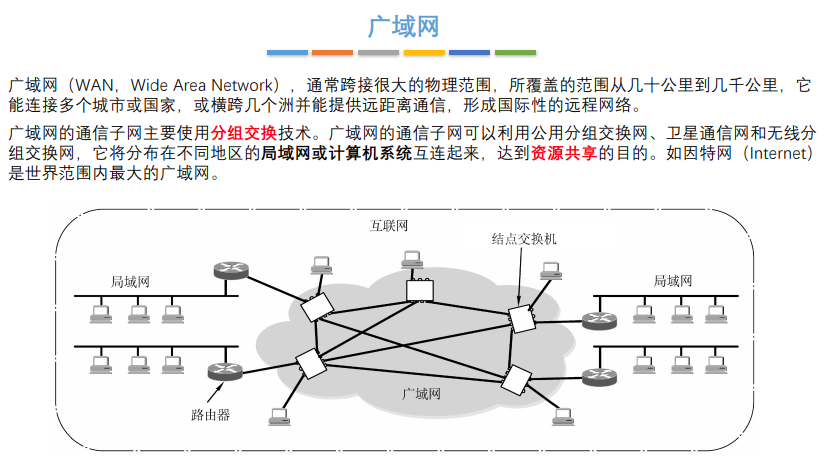 广域网
广域网（WAN，Wide Area Network），通常跨接很大的物理范围，所覆盖的范围从几十公里到几千公里，它
能连接多个城市或国家，或横跨几个洲并能提供远距离通信，形成国际性的远程网络。
广域网的通信子网主要使用分组交换技术。广域网的通信子网可以利用公用分组交换网、卫星通信网和无线分
组交换网，它将分布在不同地区的局域网或计算机系统互连起来，达到资源共享的目的。如因特网（Internet）
是世界范围内最大的广域网。
互联网
结点交换机
局域网
局域网
广域网
路由器